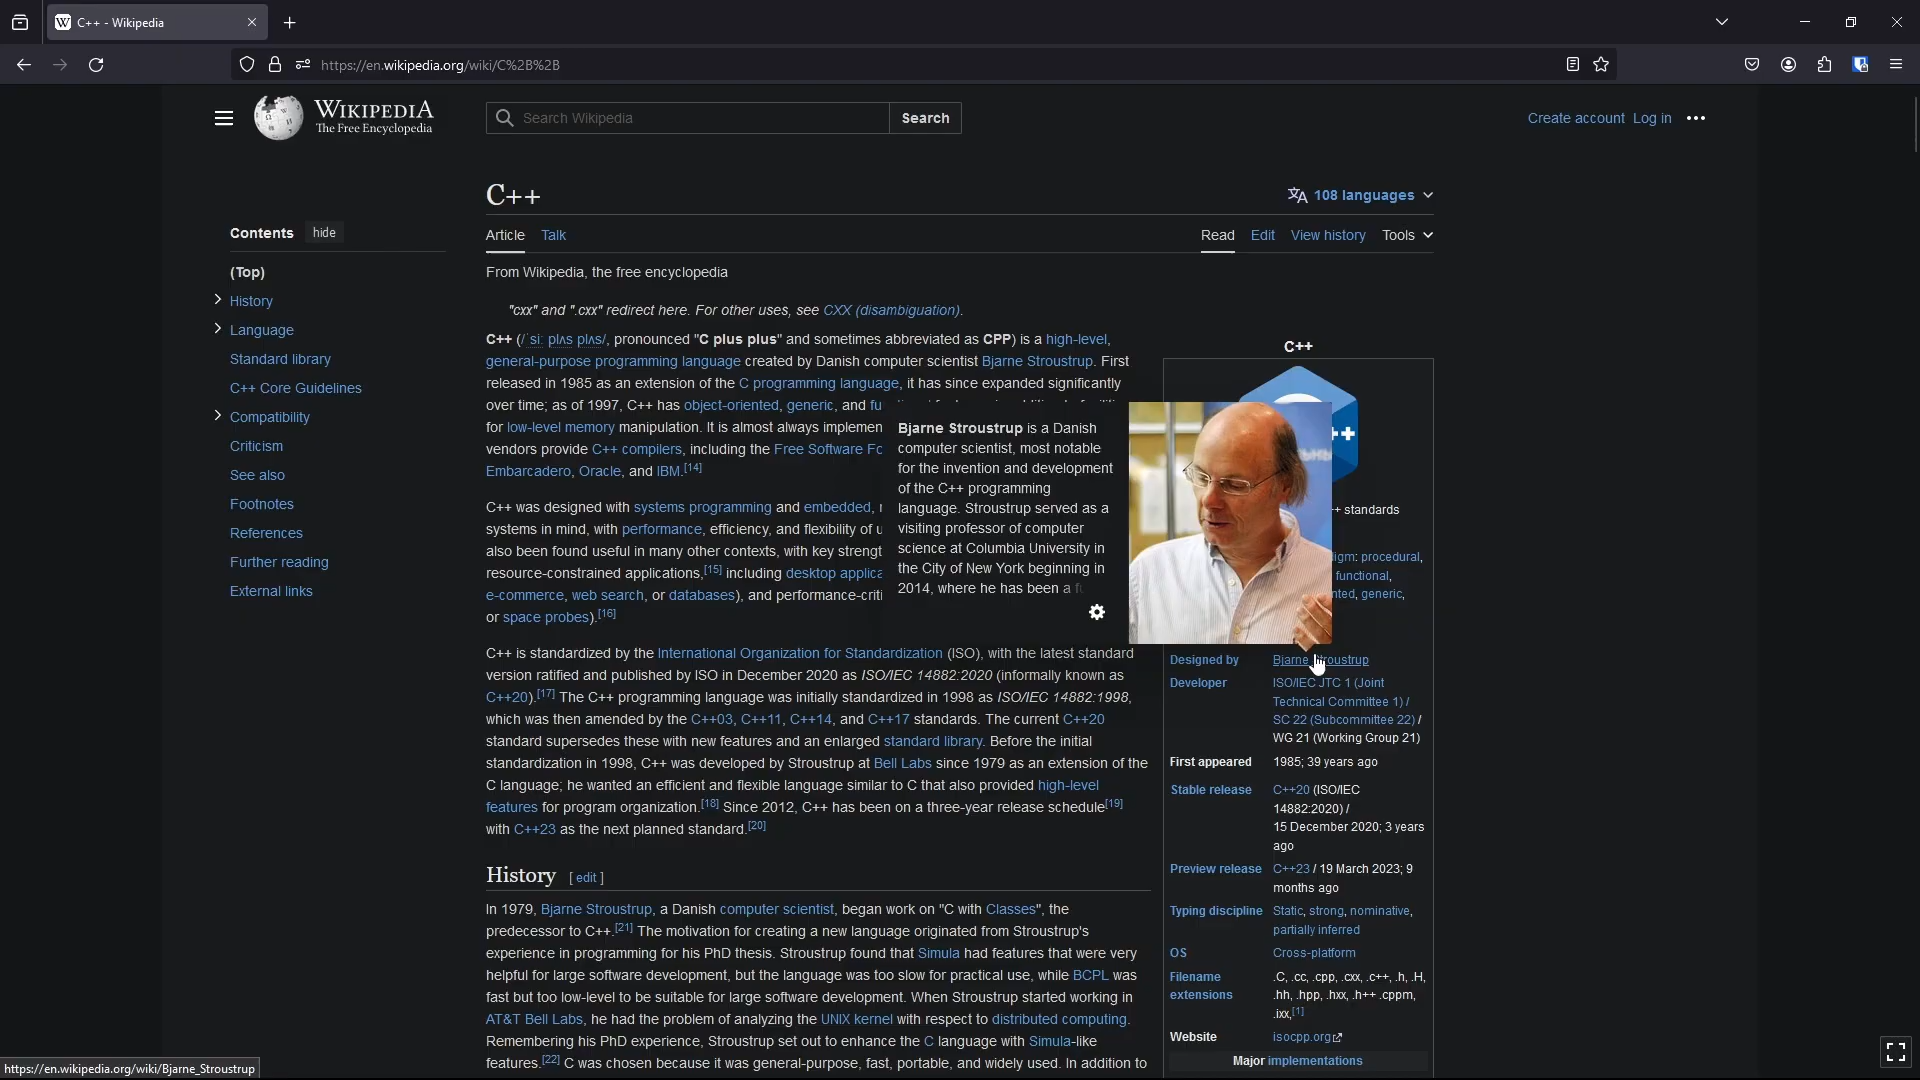 C++ - Wikipedia
https://en.wikipedia.org/wiki/C%2B%2B
WIKIPEDIA
The Free Encyclopedia
Search Wikipedia
Search
Create account Log in
C++
108 languages
Article Talk
Read Edit View history Tools
Contents hide
(Top)
History
Language
Standard library
C++ Core Guidelines
Compatibility
Criticism
See also
Footnotes
References
Further reading
External links
From Wikipedia, the free encyclopedia
"cxx" and ".cxx" redirect here. For other uses, see CXX (disambiguation).
C++ (/ˈsiː plʌs plʌs/, pronounced "C plus plus" and sometimes abbreviated as CPP) is a high-level,
general-purpose programming language created by Danish computer scientist Bjarne Stroustrup. First
released in 1985 as an extension of the C programming language, it has since expanded significantly
over time; as of 1997, C++ has object-oriented, generic, and fu
for low-level memory manipulation. It is almost always implemen
vendors provide C++ compilers, including the Free Software Fo
Embarcadero, Oracle, and IBM.[14]
C++ was designed with systems programming and embedded,
systems in mind, with performance, efficiency, and flexibility of u
also been found useful in many other contexts, with key strengt
resource-constrained applications,[15] including desktop applica
e-commerce, web search, or databases), and performance-criti
or space probes).[16]
C++ is standardized by the International Organization for Standardization (ISO), with the latest standard
version ratified and published by ISO in December 2020 as ISO/IEC 14882:2020 (informally known as
C++20).[17] The C++ programming language was initially standardized in 1998 as ISO/IEC 14882:1998,
which was then amended by the C++03, C++11, C++14, and C++17 standards. The current C++20
standard supersedes these with new features and an enlarged standard library. Before the initial
standardization in 1998, C++ was developed by Stroustrup at Bell Labs since 1979 as an extension of the
C language; he wanted an efficient and flexible language similar to C that also provided high-level
features for program organization.[18] Since 2012, C++ has been on a three-year release schedule[19]
with C++23 as the next planned standard.[20]
History [ edit ]
In 1979, Bjarne Stroustrup, a Danish computer scientist, began work on "C with Classes", the
predecessor to C++.[21] The motivation for creating a new language originated from Stroustrup's
experience in programming for his PhD thesis. Stroustrup found that Simula had features that were very
helpful for large software development, but the language was too slow for practical use, while BCPL was
fast but too low-level to be suitable for large software development. When Stroustrup started working in
AT&T Bell Labs, he had the problem of analyzing the UNIX kernel with respect to distributed computing.
Remembering his PhD experience, Stroustrup set out to enhance the C language with Simula-like
features.[22] C was chosen because it was general-purpose, fast, portable, and widely used. In addition to
Bjarne Stroustrup is a Danish
computer scientist, most notable
for the invention and development
of the C++ programming
language. Stroustrup served as a
visiting professor of computer
science at Columbia University in
the City of New York beginning in
2014, where he has been a
C++
++
++ standards
igm: procedural,
functional,
nted, generic,
Designed by Bjarne Stroustrup
Developer ISO/IEC JTC 1 (Joint
Technical Committee 1) /
SC 22 (Subcommittee 22) /
WG 21 (Working Group 21)
First appeared 1985; 39 years ago
Stable release C++20 (ISO/IEC
14882:2020) /
15 December 2020; 3 years
ago
Preview release C++23 / 19 March 2023; 9
months ago
Typing discipline Static, strong, nominative,
partially inferred
OS Cross-platform
Filename .C, .cc, .cpp, .cxx, .c++, .h, .H,
extensions .hh, .hpp, .hxx, .h++ .cppm,
.ixx,[1]
Website isocpp.org
Major implementations
https://en.wikipedia.org/wiki/Bjarne_Stroustrup